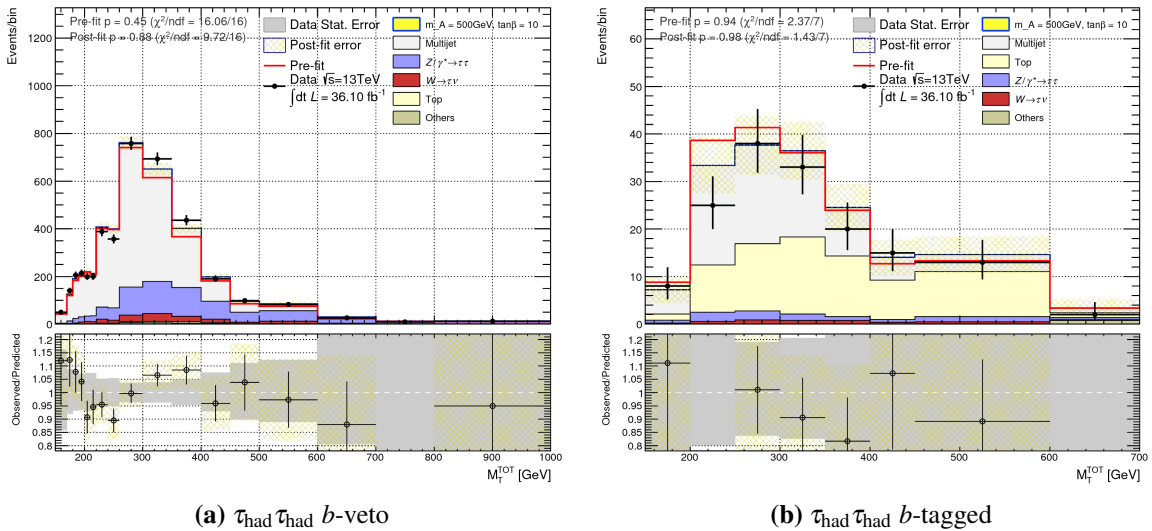 Pre-fit p = 0.45 (χ²/ndf = 16.06/16)
Post-fit p = 0.88 (χ²/ndf = 9.72/16)
Data Stat. Error
Post-fit error
Pre-fit
Data √s=13TeV
∫dt L = 36.10 fb⁻¹
m_A = 500GeV, tanβ = 10
Multijet
Z/γ*→ττ
W→τν
Top
Others
Events/bin
1200
1000
800
600
400
200
0
Observed/Predicted
1.2
1.15
1.1
1.05
1
0.95
0.9
0.85
0.8
200 300 400 500 600 700 800 900 1000
M_T^TOT [GeV]
(a) τhad τhad b-veto
Pre-fit p = 0.94 (χ²/ndf = 2.37/7)
Post-fit p = 0.98 (χ²/ndf = 1.43/7)
Data Stat. Error
Post-fit error
Pre-fit
Data √s=13TeV
∫dt L = 36.10 fb⁻¹
m_A = 500GeV, tanβ = 10
Multijet
Top
Z/γ*→ττ
W→τν
Others
Events/bin
60
50
40
30
20
10
0
Observed/Predicted
1.2
1.15
1.1
1.05
1
0.95
0.9
0.85
0.8
200 300 400 500 600 700
M_T^TOT [GeV]
(b) τhad τhad b-tagged